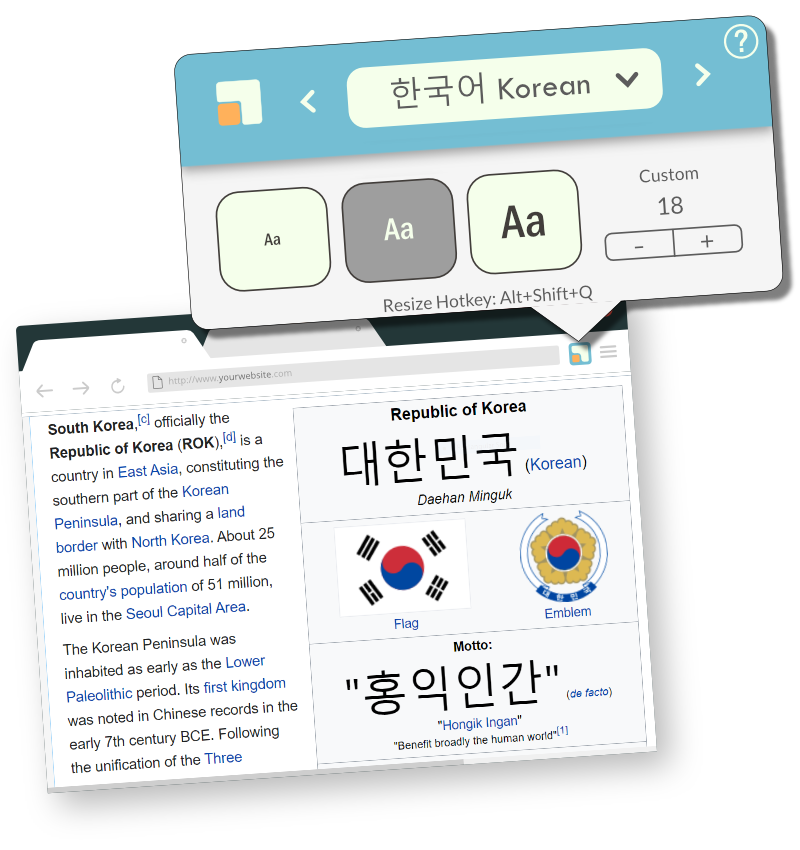 ?
한국어 Korean
Aa
Aa
Aa
Custom
18
- +
Resize Hotkey: Alt+Shift+Q
http://www.yourwebsite.com
South Korea,[c] officially the
Republic of Korea (ROK),[d] is a
country in East Asia, constituting the
southern part of the Korean
Peninsula, and sharing a land
border with North Korea. About 25
million people, around half of the
country's population of 51 million,
live in the Seoul Capital Area.
The Korean Peninsula was
inhabited as early as the Lower
Paleolithic period. Its first kingdom
was noted in Chinese records in the
early 7th century BCE. Following
the unification of the Three
Republic of Korea
대한민국 (Korean)
Daehan Minguk
대한민국
Flag
Emblem
Motto:
"홍익인간" (de facto)
"Hongik Ingan"
"Benefit broadly the human world"[1]